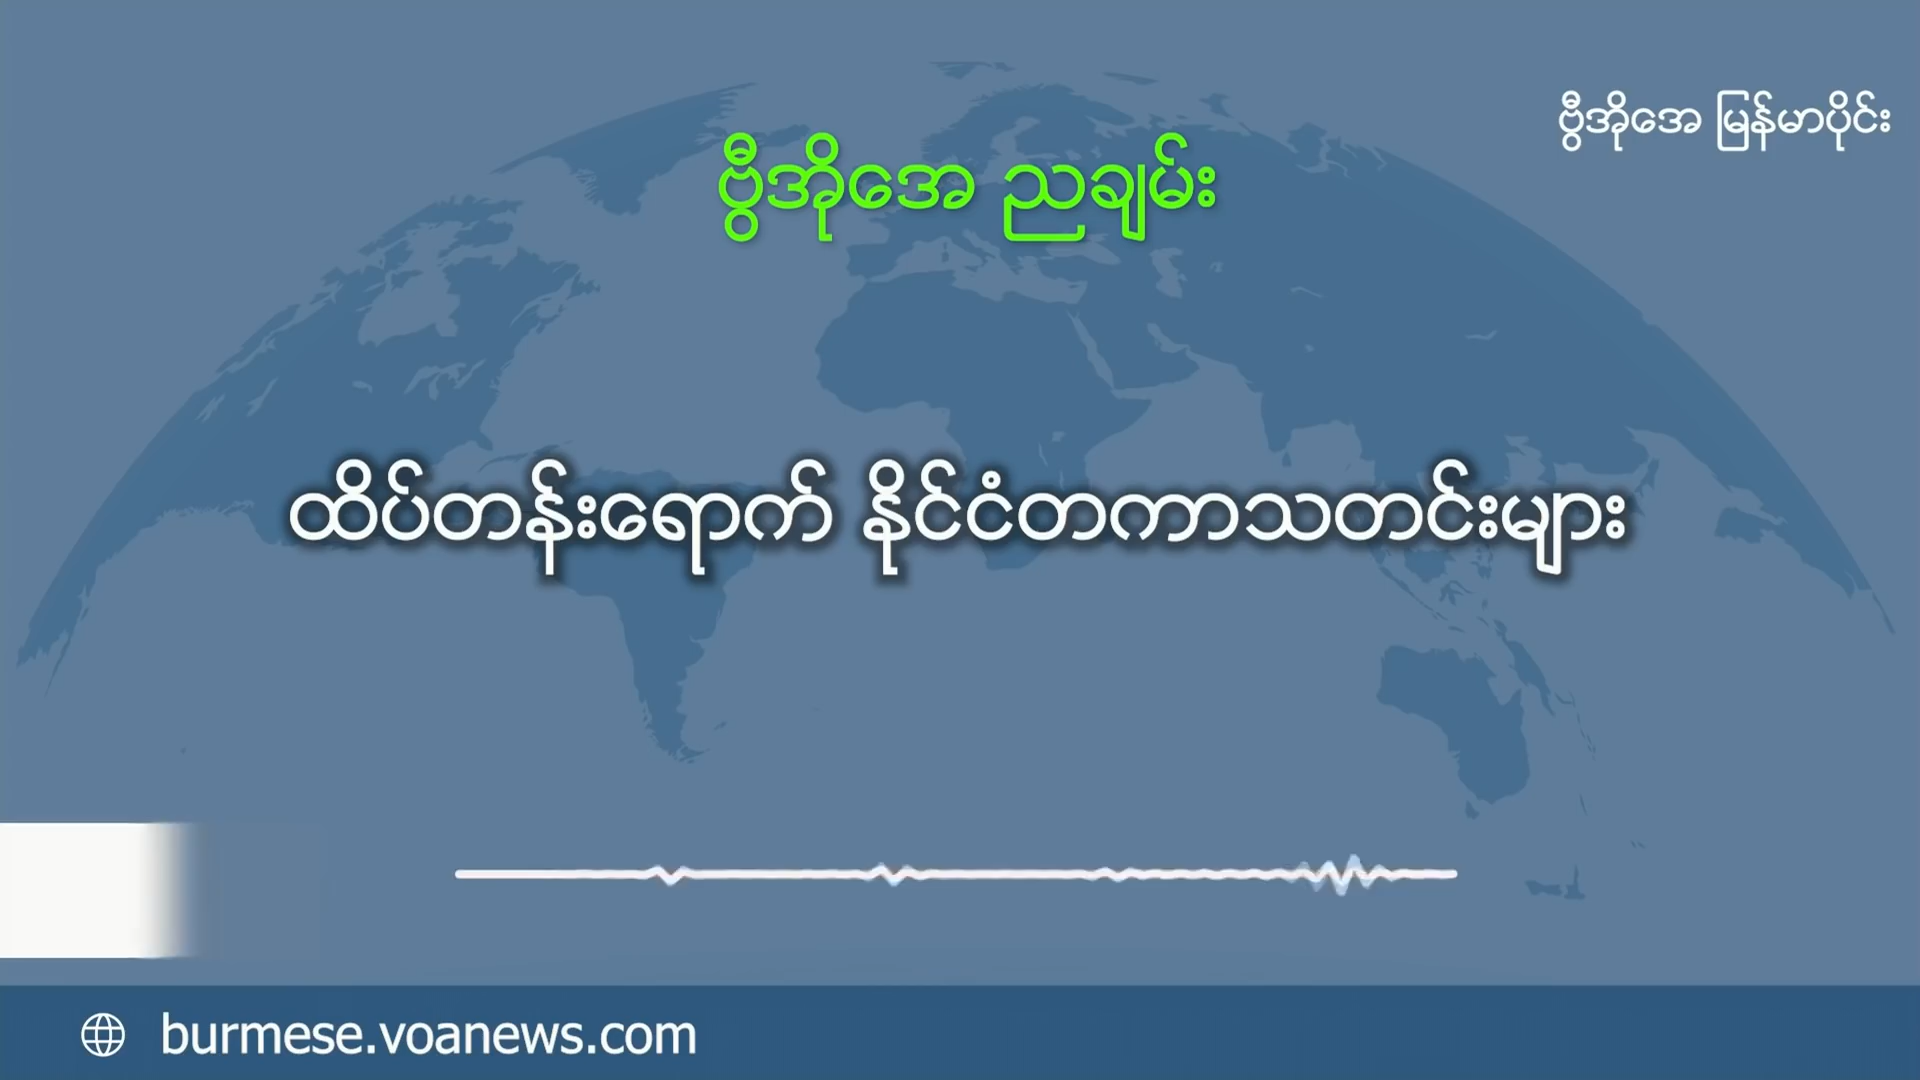 ဗွီအိုအေ မြန်မာပိုင်း
ဗွီအိုအေ ညချမ်း
ထိပ်တန်းရောက် နိုင်ငံတကာသတင်းများ
burmese.voanews.com